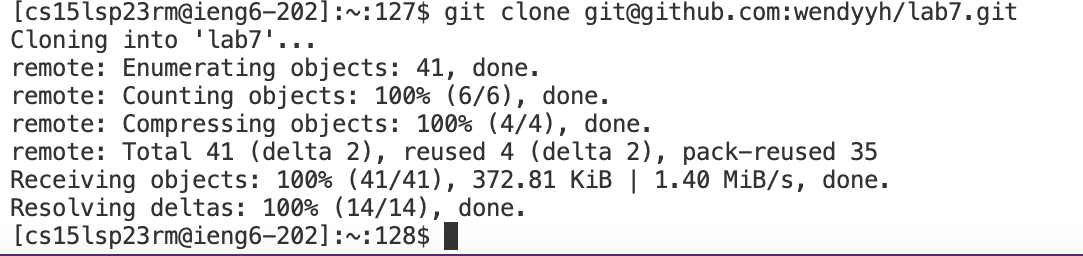 [cs15lsp23rm@ieng6-202]:~:127$ git clone git@github.com:wendyyh/lab7.git
Cloning into 'lab7'...
remote: Enumerating objects: 41, done.
remote: Counting objects: 100% (6/6), done.
remote: Compressing objects: 100% (4/4), done.
remote: Total 41 (delta 2), reused 4 (delta 2), pack-reused 35
Receiving objects: 100% (41/41), 372.81 KiB | 1.40 MiB/s, done.
Resolving deltas: 100% (14/14), done.
[cs15lsp23rm@ieng6-202]:~:128$